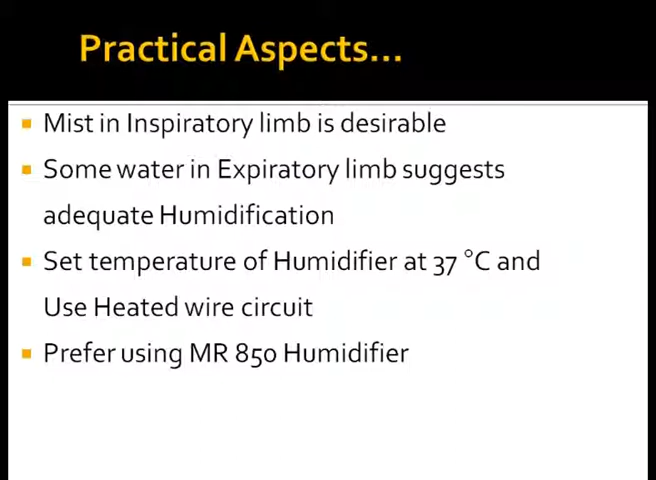 Practical Aspects...
Mist in Inspiratory limb is desirable
Some water in Expiratory limb suggests
adequate Humidification
Set temperature of Humidifier at 37 °C and
Use Heated wire circuit
Prefer using MR 850 Humidifier